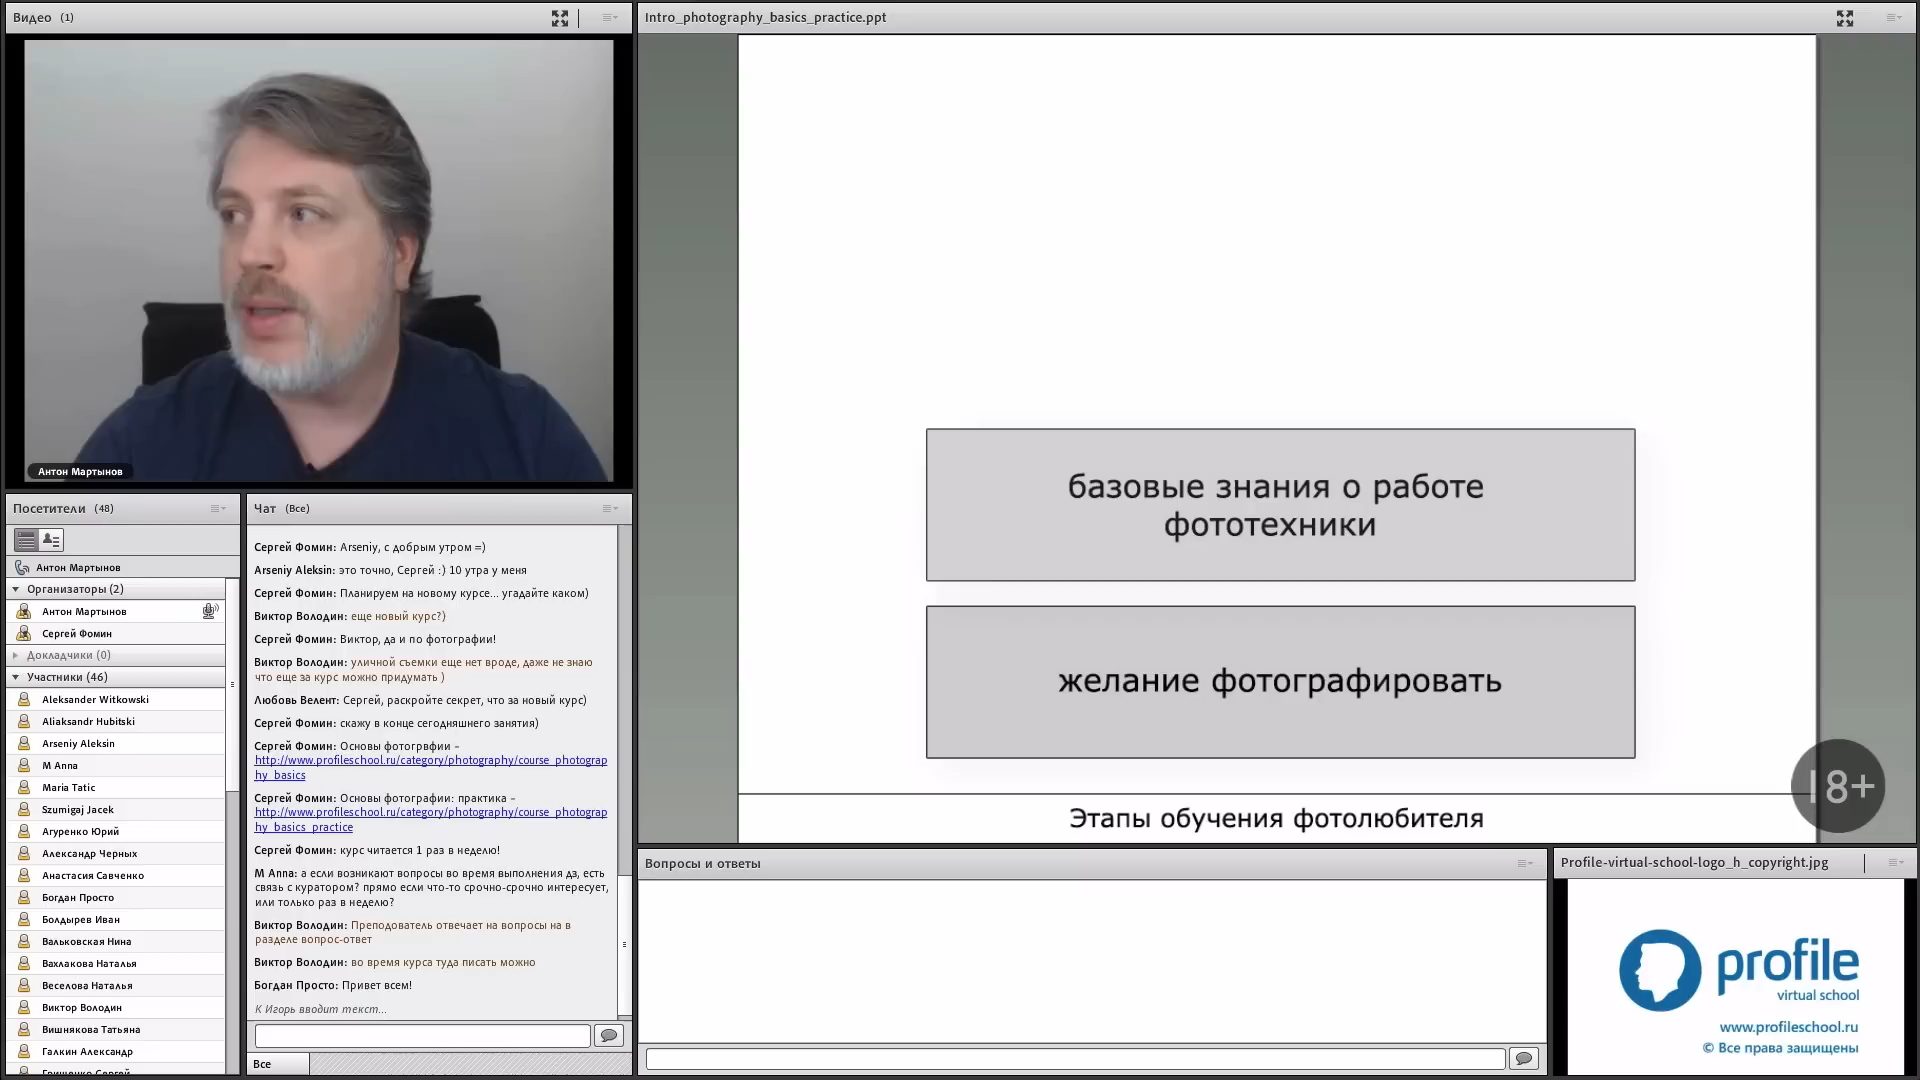 Видео (1)
Антон Мартынов
Посетители (48)
Антон Мартынов
Организаторы (2)
Антон Мартынов
Сергей Фомин
Докладчики (0)
Участники (46)
Aleksander Witkowski
Aliaksandr Hubitski
Arseniy Aleksin
M Anna
Maria Tatic
Szumigaj Jacek
Агуренко Юрий
Александр Черных
Анастасия Савченко
Богдан Просто
Болдырев Иван
Вальковская Нина
Вахлакова Наталья
Веселова Наталья
Виктор Володин
Вишнякова Татьяна
Галкин Александр
Чат (Все)
Сергей Фомин: Arseniy, с добрым утром =)
Arseniy Aleksin: это точно, Сергей :) 10 утра у меня
Сергей Фомин: Планируем на новому курсе... угадайте каком)
Виктор Володин: еще новый курс?)
Сергей Фомин: Виктор, да и по фотографии!
Виктор Володин: уличной съемки еще нет вроде, даже не знаю
что еще за курс можно придумать )
Любовь Велент: Сергей, раскройте секрет, что за новый курс)
Сергей Фомин: скажу в конце сегодняшнего занятия)
Сергей Фомин: Основы фотогрвфии –
http://www.profileschool.ru/category/photography/course_photograp
hy_basics
Сергей Фомин: Основы фотографии: практика –
http://www.profileschool.ru/category/photography/course_photograp
hy_basics_practice
Сергей Фомин: курс читается 1 раз в неделю!
M Anna: а если возникают вопросы во время выполнения дз, есть
связь с куратором? прямо если что-то срочно-срочно интересует,
или только раз в неделю?
Виктор Володин: Преподователь отвечает на вопросы на в
разделе вопрос-ответ
Виктор Володин: во время курса туда писать можно
Богдан Просто: Привет всем!
К Игорь вводит текст...
Все
Intro_photography_basics_practice.ppt
базовые знания о работе
фототехники
желание фотографировать
Этапы обучения фотолюбителя
18+
Вопросы и ответы
Profile-virtual-school-logo_h_copyright.jpg
profile
virtual school
www.profileschool.ru
© Все права защищены